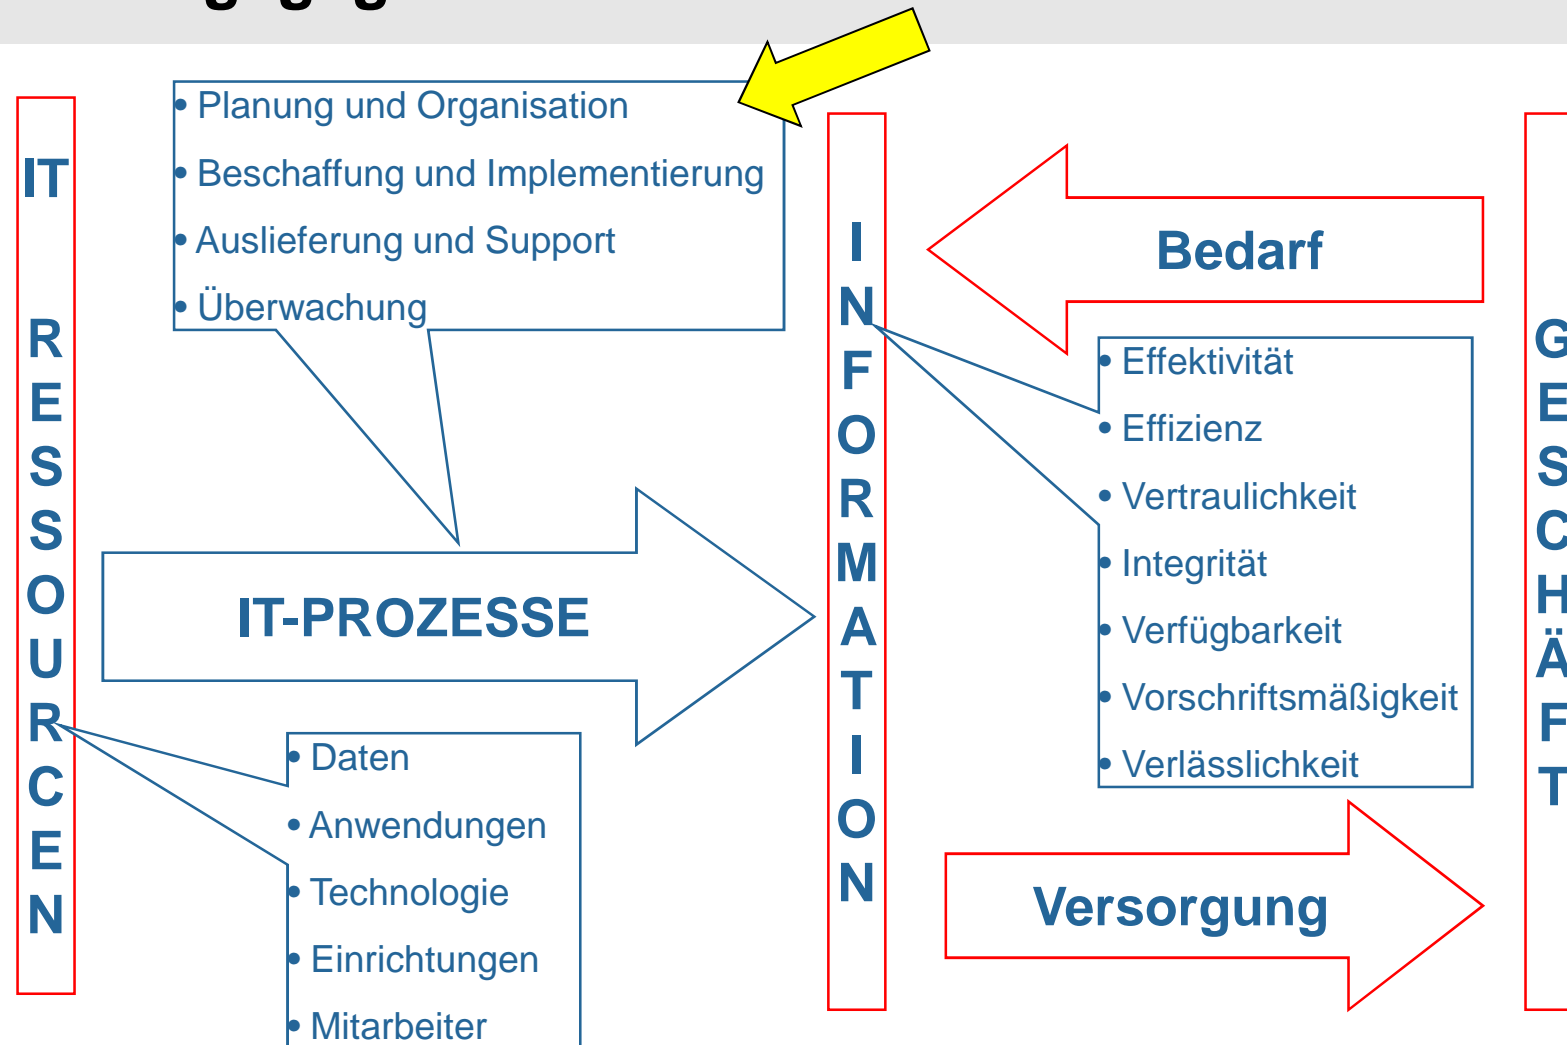 IT RESSOURCEN
• Planung und Organisation
• Beschaffung und Implementierung
• Auslieferung und Support
• Überwachung
IT-PROZESSE
• Daten
• Anwendungen
• Technologie
• Einrichtungen
• Mitarbeiter
INFORMATION
Bedarf
• Effektivität
• Effizienz
• Vertraulichkeit
• Integrität
• Verfügbarkeit
• Vorschriftsmäßigkeit
• Verlässlichkeit
Versorgung
GESCHÄFT